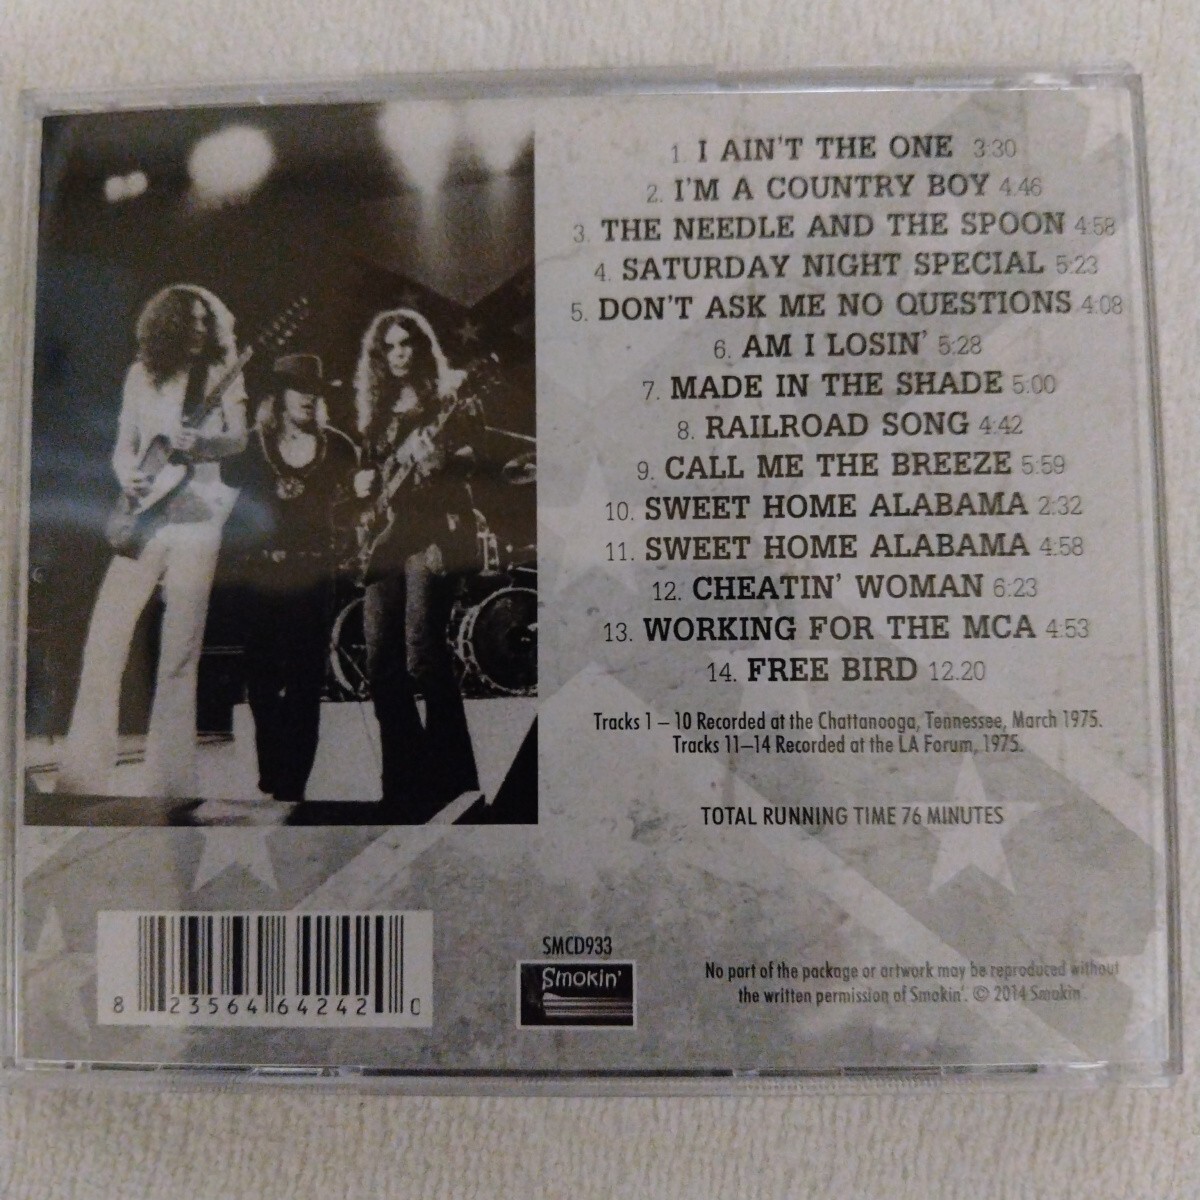 1. I AIN'T THE ONE 3:30
2. I'M A COUNTRY BOY 4:46
3. THE NEEDLE AND THE SPOON 4:58
4. SATURDAY NIGHT SPECIAL 5:23
5. DON'T ASK ME NO QUESTIONS 4:08
6. AM I LOSIN' 5:28
7. MADE IN THE SHADE 5:00
8. RAILROAD SONG 4:42
9. CALL ME THE BREEZE 5:59
10. SWEET HOME ALABAMA 2:32
11. SWEET HOME ALABAMA 4:58
12. CHEATIN' WOMAN 6:23
13. WORKING FOR THE MCA 4:53
14. FREE BIRD 12.20
Tracks 1 – 10 Recorded at the Chattanooga, Tennessee, March 1975.
Tracks 11–14 Recorded at the LA Forum, 1975.
TOTAL RUNNING TIME 76 MINUTES
8 23564 64242 0
SMCD933
Smokin'
No part of the package or artwork may be reproduced without
the written permission of Smokin'. © 2014 Smokin'